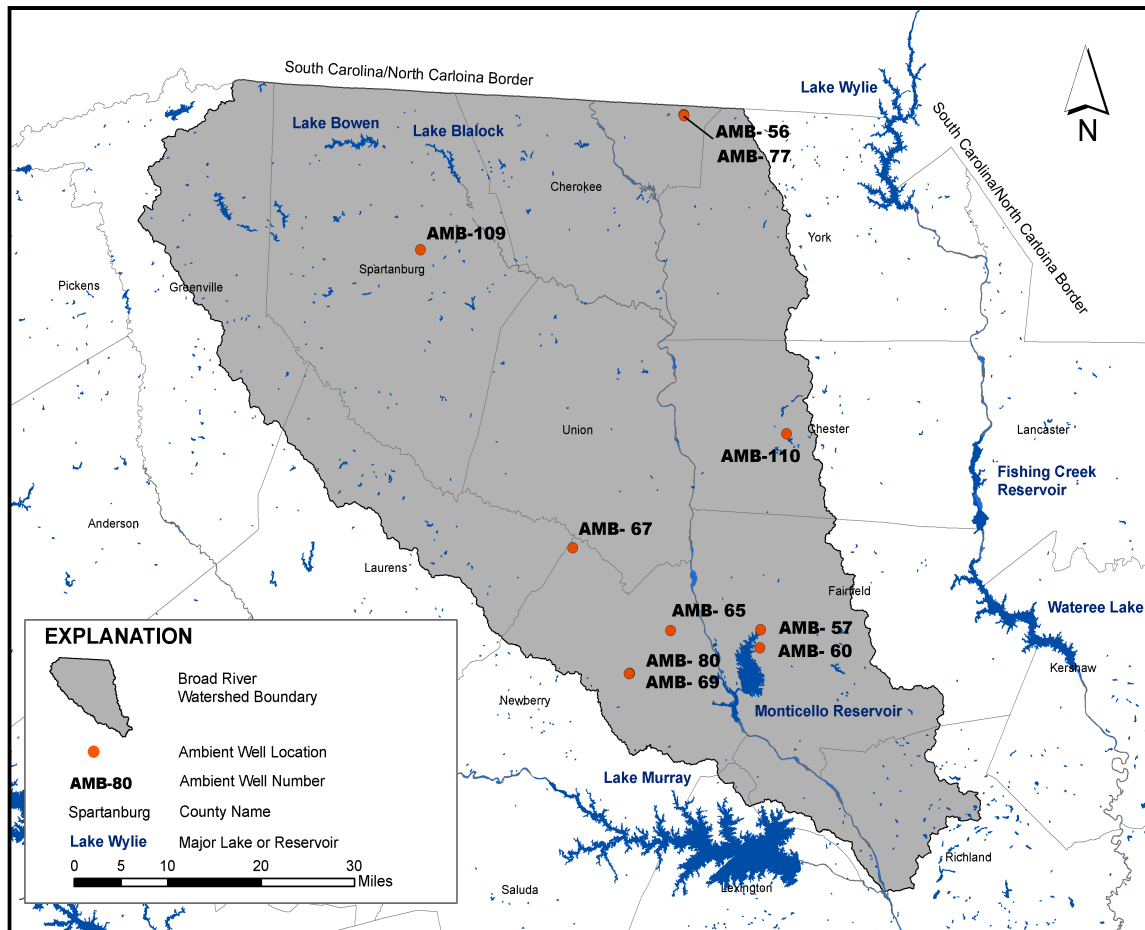 South Carolina/North Carloina Border
Lake Wylie
South Carolina/North Carloina Border
N
Lake Bowen
Lake Blalock
AMB- 56
AMB- 77
Cherokee
York
AMB-109
Spartanburg
Pickens
Greenville
Union
Chester
Lancaster
AMB-110
Fishing Creek
Reservoir
Anderson
AMB- 67
Laurens
Fairfield
Wateree Lake
AMB- 65
AMB- 57
AMB- 60
AMB- 80
AMB- 69
Kershaw
Newberry
Monticello Reservoir
Lake Murray
Richland
Lexington
Saluda
EXPLANATION
Broad River
Watershed Boundary
Ambient Well Location
AMB-80 Ambient Well Number
Spartanburg County Name
Lake Wylie Major Lake or Reservoir
0 5 10 20 30
Miles